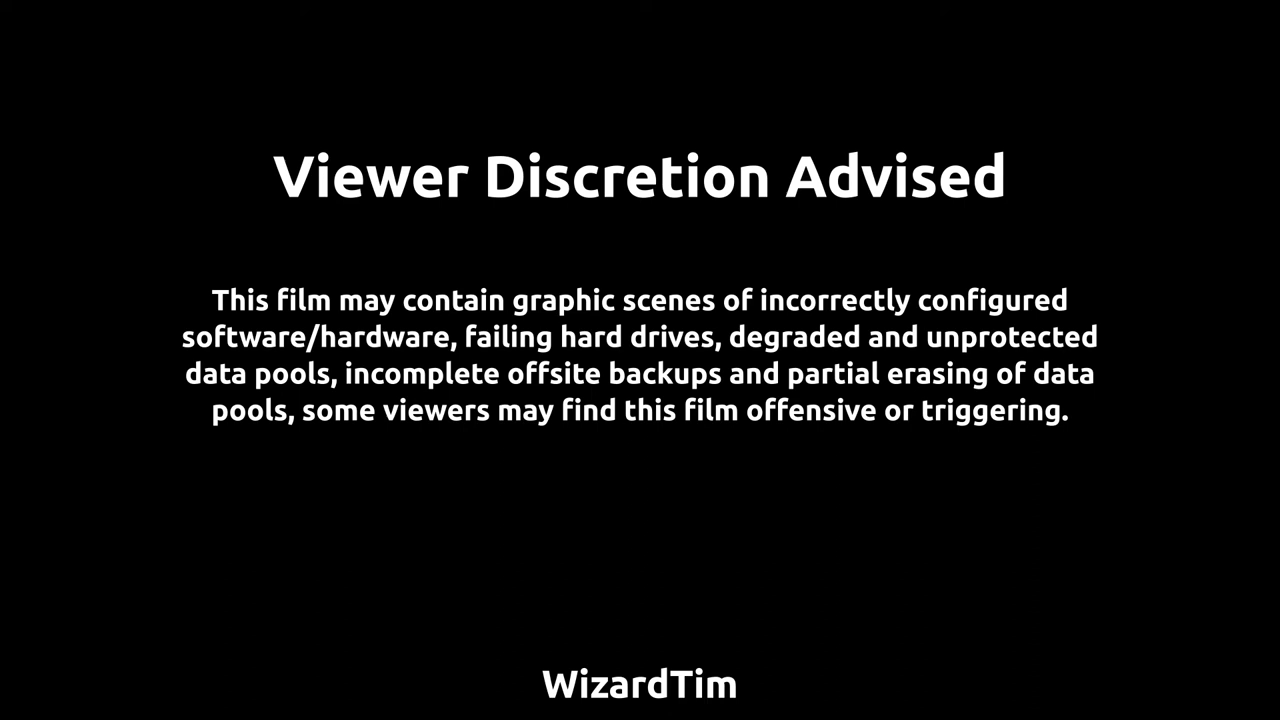 Viewer Discretion Advised
This film may contain graphic scenes of incorrectly configured
software/hardware, failing hard drives, degraded and unprotected
data pools, incomplete offsite backups and partial erasing of data
pools, some viewers may find this film offensive or triggering.
WizardTim